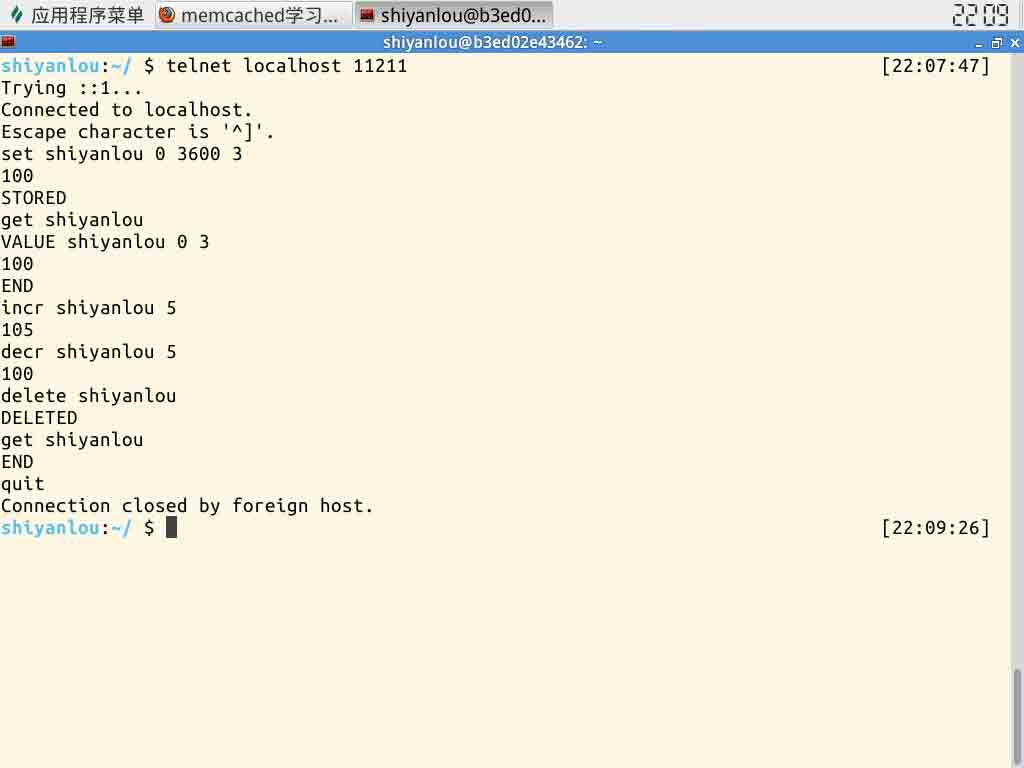 应用程序菜单 memcached学习... shiyanlou@b3ed0... 22 09
shiyanlou@b3ed02e43462: ~
shiyanlou:~/ $ telnet localhost 11211 [22:07:47]
Trying ::1...
Connected to localhost.
Escape character is '^]'.
set shiyanlou 0 3600 3
100
STORED
get shiyanlou
VALUE shiyanlou 0 3
100
END
incr shiyanlou 5
105
decr shiyanlou 5
100
delete shiyanlou
DELETED
get shiyanlou
END
quit
Connection closed by foreign host.
shiyanlou:~/ $ [22:09:26]